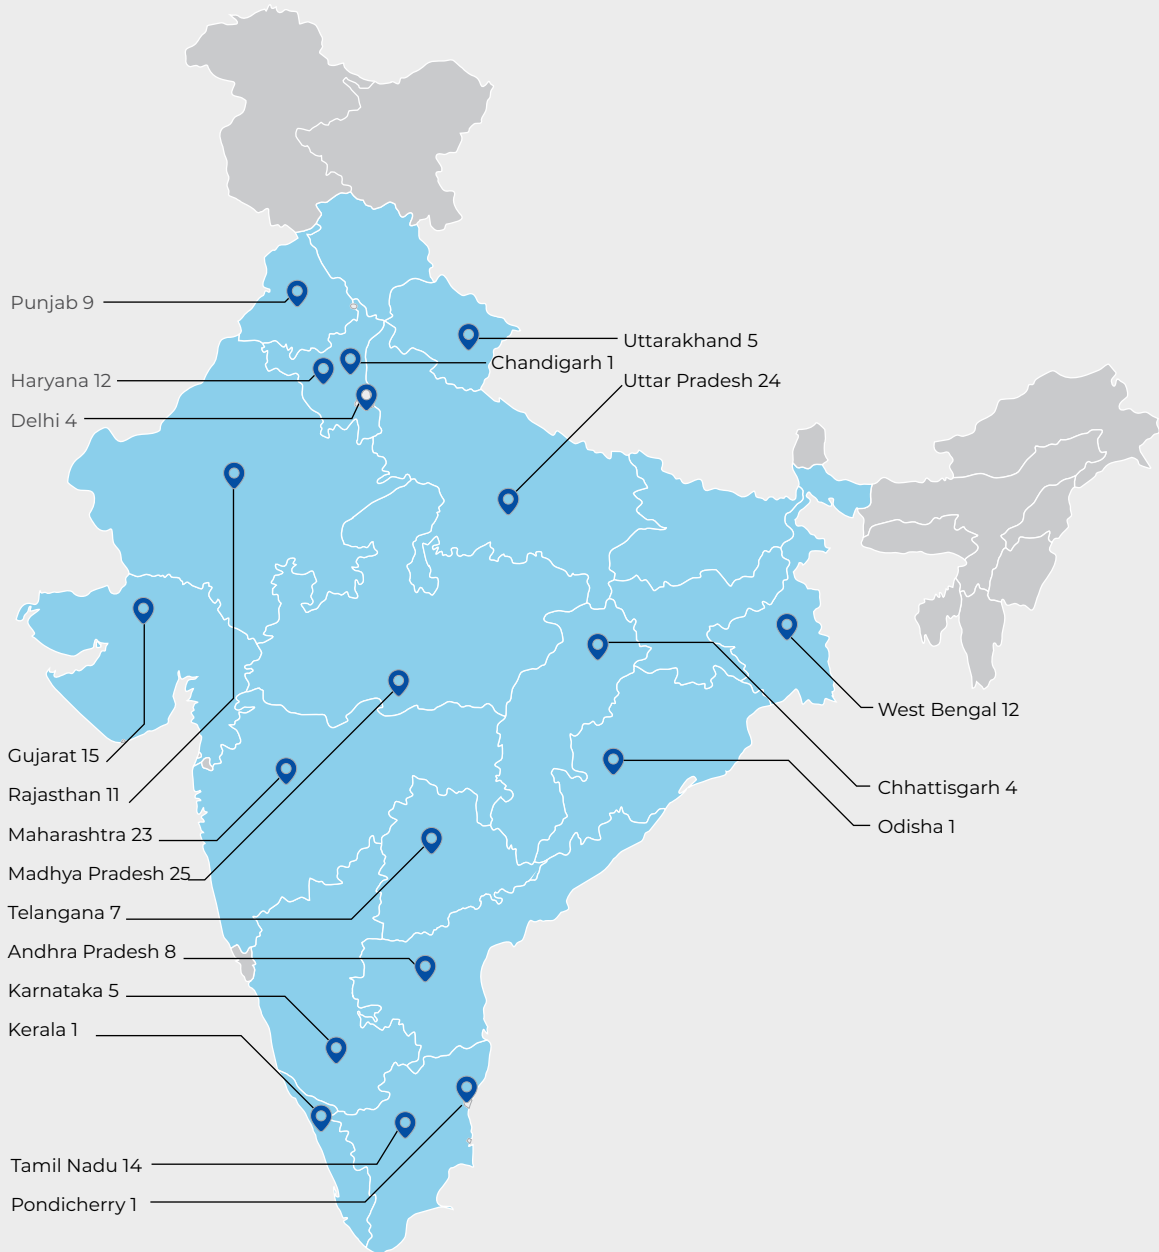 Punjab 9
Uttarakhand 5
Chandigarh 1
Haryana 12
Uttar Pradesh 24
Delhi 4
West Bengal 12
Gujarat 15
Chhattisgarh 4
Rajasthan 11
Odisha 1
Maharashtra 23
Madhya Pradesh 25
Telangana 7
Andhra Pradesh 8
Karnataka 5
Kerala 1
Tamil Nadu 14
Pondicherry 1